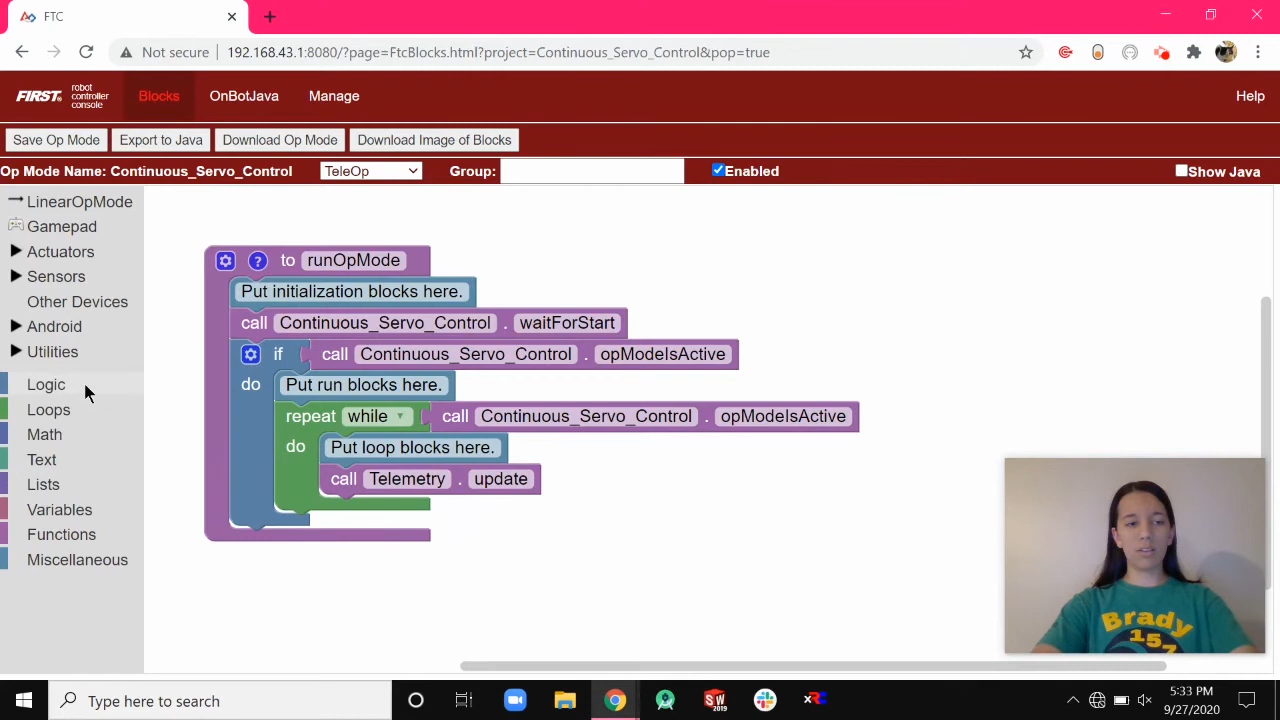 FTC
Not secure 192.168.43.1:8080/?page=FtcBlocks.html?project=Continuous_Servo_Control&pop=true
FIRST® robot controller console Blocks OnBotJava Manage Help
Save Op Mode Export to Java Download Op Mode Download Image of Blocks
Op Mode Name: Continuous_Servo_Control TeleOp Group: Enabled Show Java
LinearOpMode
Gamepad
Actuators
Sensors
Other Devices
Android
Utilities
Logic
Loops
Math
Text
Lists
Variables
Functions
Miscellaneous
? to runOpMode
Put initialization blocks here.
call Continuous_Servo_Control . waitForStart
if call Continuous_Servo_Control . opModeIsActive
do Put run blocks here.
repeat while call Continuous_Servo_Control . opModeIsActive
do Put loop blocks here.
call Telemetry . update
Brady
157
Type here to search
SW
2019
xRC
5:33 PM
9/27/2020